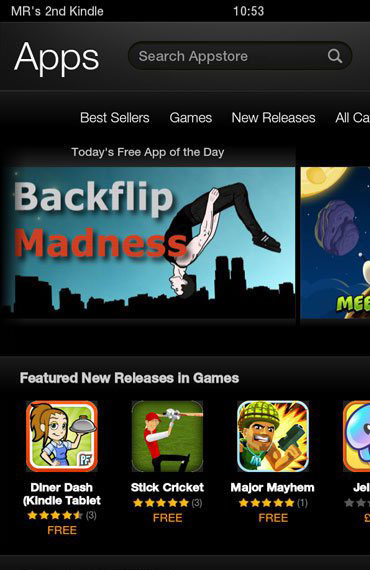 MR's 2nd Kindle
10:53
Apps
Search Appstore
Best Sellers
Games
New Releases
All Ca
Today's Free App of the Day
Backflip
Madness
MEE
Featured New Releases in Games
Diner Dash
(Kindle Tablet
(3)
FREE
Stick Cricket
(3)
FREE
Major Mayhem
(1)
FREE
Jel
£